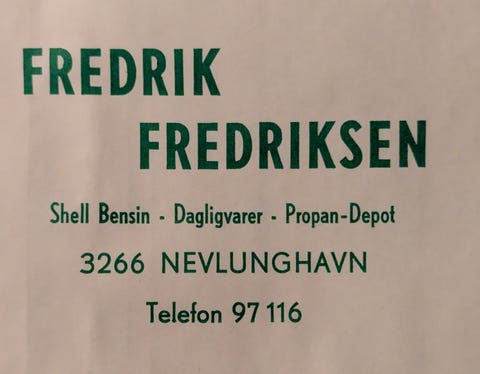 FREDRIK
FREDRIKSEN
Shell Bensin - Dagligvarer - Propan-Depot
3266 NEVLUNGHAVN
Telefon 97 116